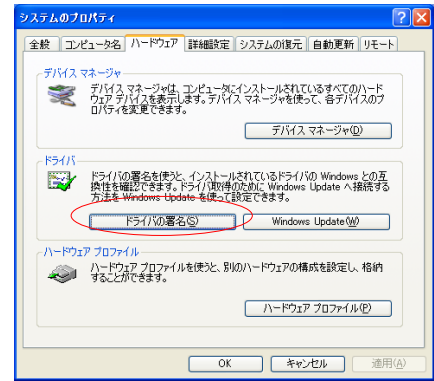 システムのプロパティ
全般 コンピュータ名 ハードウェア 詳細設定 システムの復元 自動更新 リモート
デバイス マネージャ
デバイス マネージャは、コンピュータにインストールされているすべてのハード
ウェア デバイスを表示します。デバイス マネージャを使って、各デバイスのプ
ロパティを変更できます。
デバイス マネージャ(D)
ドライバ
ドライバの署名を使うと、インストールされているドライバの Windows との互
換性を確認できます。ドライバ取得のために Windows Update へ接続する
方法を Windows Update を使って設定できます。
ドライバの署名(S) Windows Update(W)
ハードウェア プロファイル
ハードウェア プロファイルを使うと、別のハードウェアの構成を設定し、格納
することができます。
ハードウェア プロファイル(P)
OK キャンセル 適用(A)